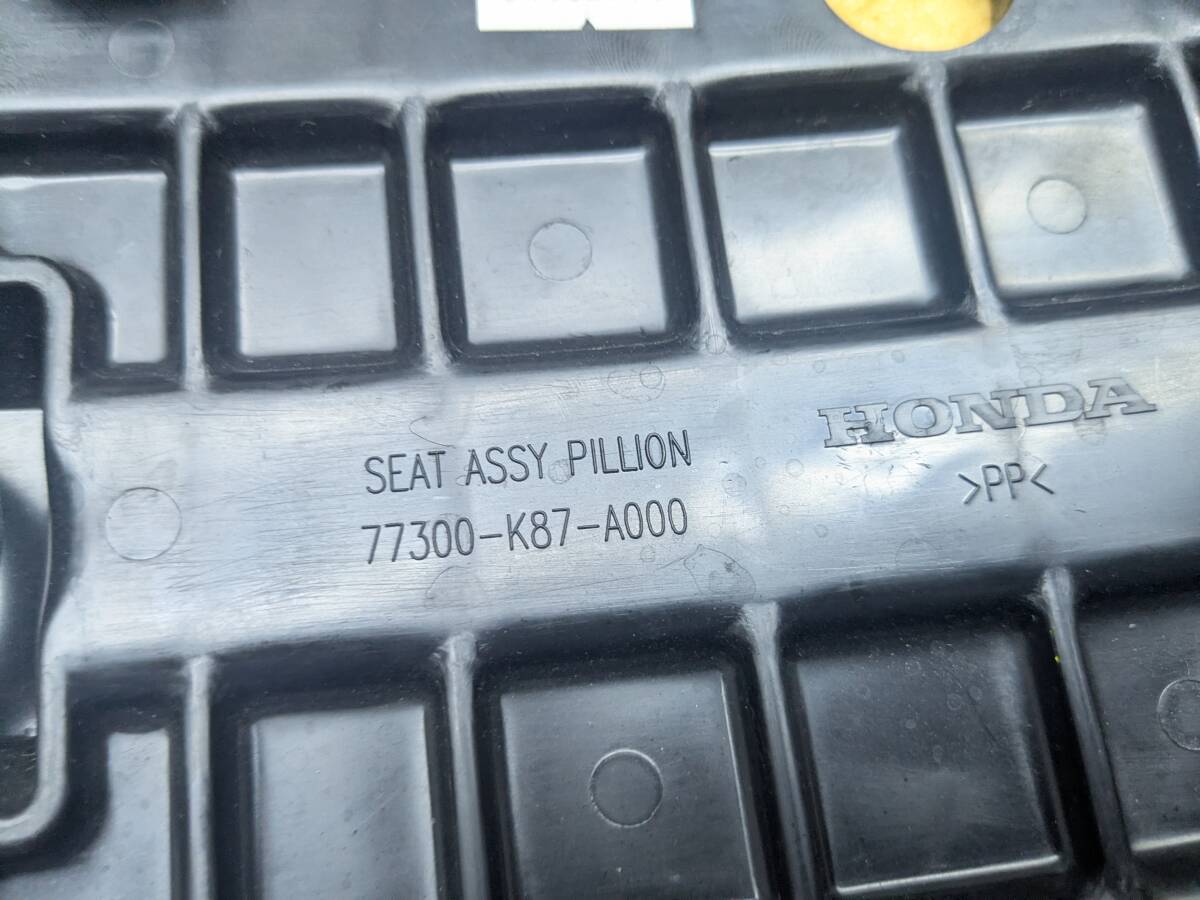 HONDA
SEAT ASSY PILLION
>PP<
77300-K87-A000